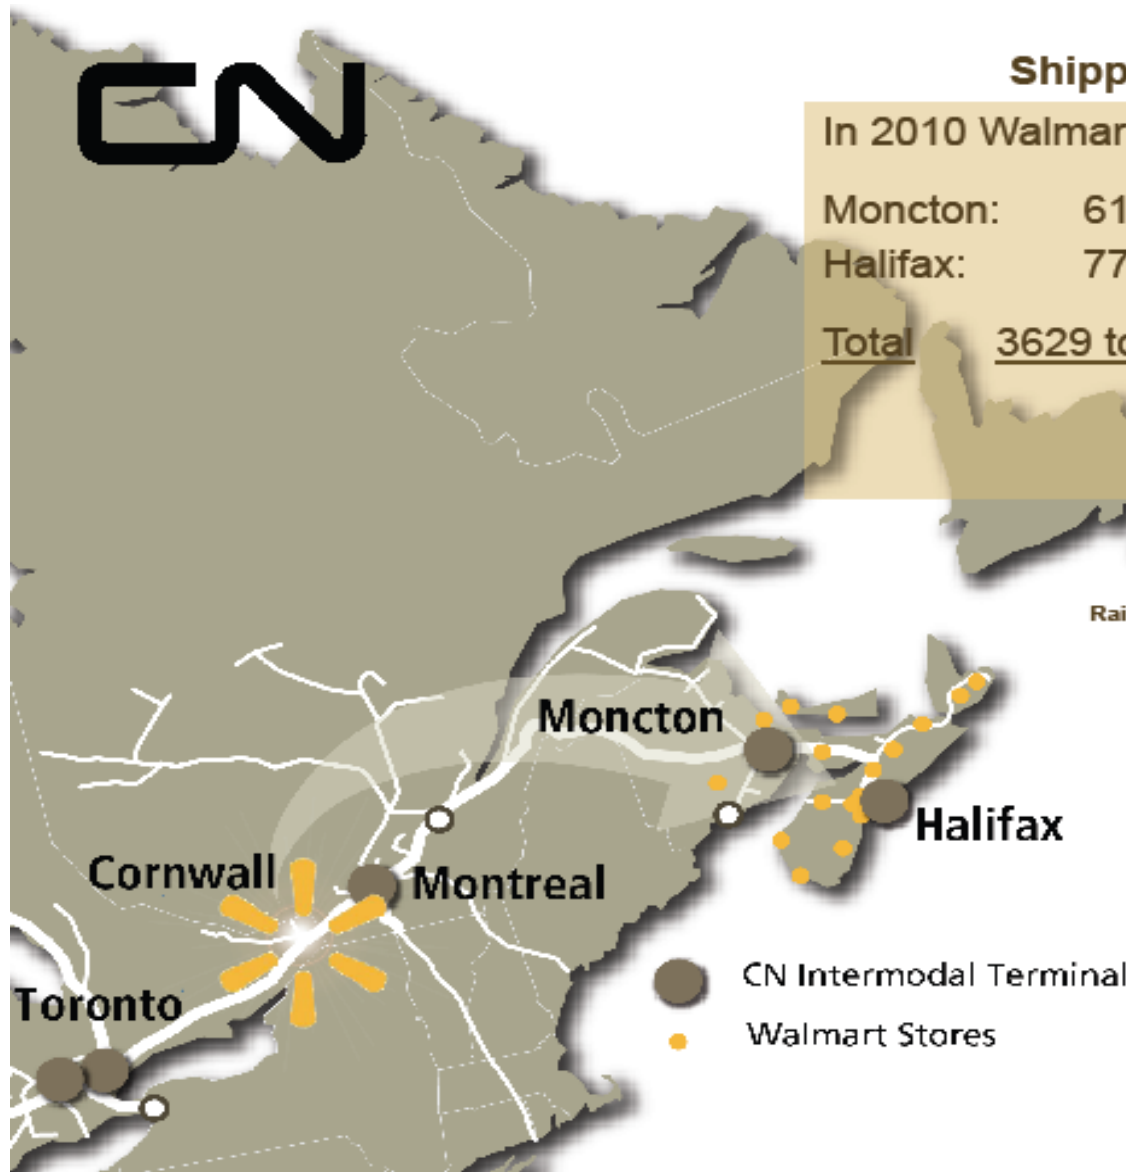 CN
Shipp
In 2010 Walmar
Moncton: 61
Halifax: 77
Total 3629 to
Rai
Moncton
Halifax
Cornwall
Montreal
CN Intermodal Terminal
Toronto
Walmart Stores